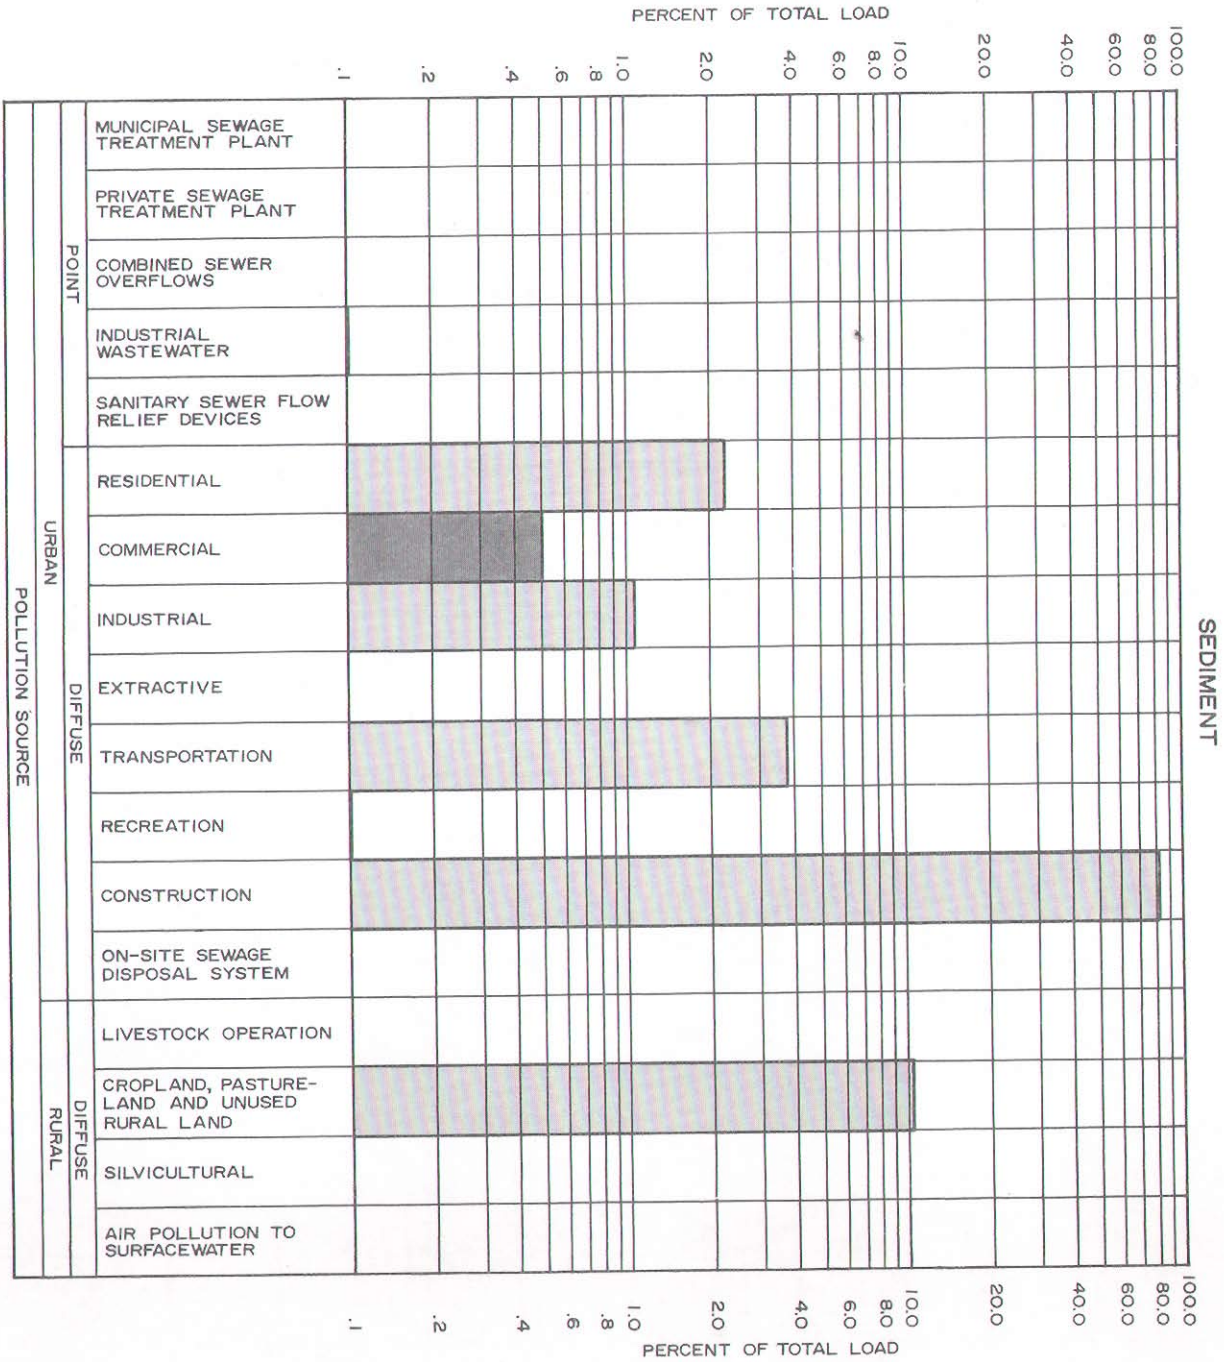 PERCENT OF TOTAL LOAD
.1 .2 .4 .6 .8 1.0 2.0 4.0 6.0 8.0 10.0 20.0 40.0 60.0 80.0 100.0
SEDIMENT
POLLUTION SOURCE
URBAN
POINT
MUNICIPAL SEWAGE
TREATMENT PLANT
PRIVATE SEWAGE
TREATMENT PLANT
COMBINED SEWER
OVERFLOWS
INDUSTRIAL
WASTEWATER
SANITARY SEWER FLOW
RELIEF DEVICES
DIFFUSE
RESIDENTIAL
COMMERCIAL
INDUSTRIAL
EXTRACTIVE
TRANSPORTATION
RECREATION
CONSTRUCTION
ON-SITE SEWAGE
DISPOSAL SYSTEM
RURAL
DIFFUSE
LIVESTOCK OPERATION
CROPLAND, PASTURE-
LAND AND UNUSED
RURAL LAND
SILVICULTURAL
AIR POLLUTION TO
SURFACEWATER
.1 .2 .4 .6 .8 1.0 2.0 4.0 6.0 8.0 10.0 20.0 40.0 60.0 80.0 100.0
PERCENT OF TOTAL LOAD